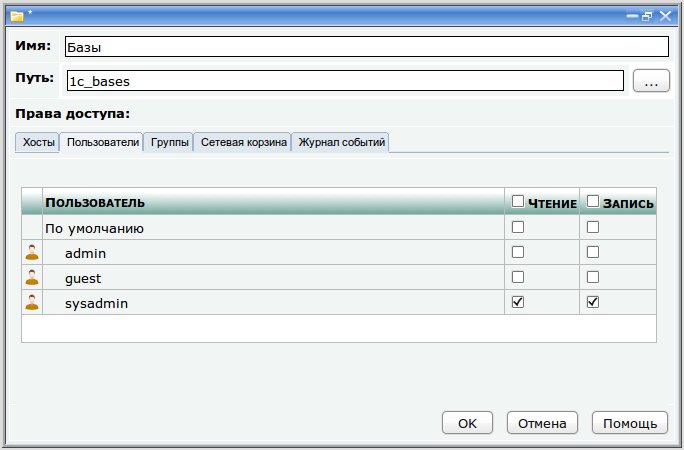 *
Имя: Базы
Путь: 1c_bases ...
Права доступа:
Хосты Пользователи Группы Сетевая корзина Журнал событий
Пользователь Чтение Запись
По умолчанию
admin
guest
sysadmin
OK Отмена Помощь